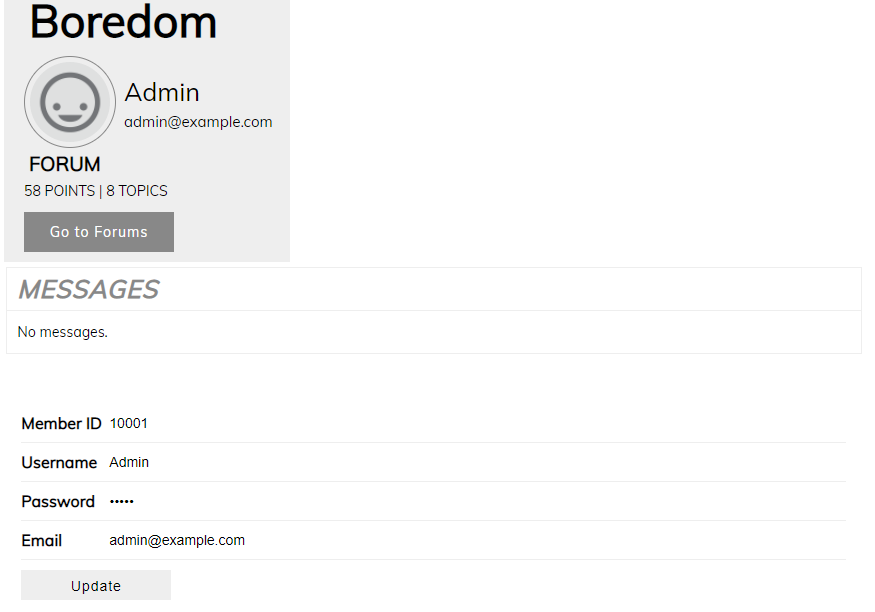 Boredom
Admin
admin@example.com
FORUM
58 POINTS | 8 TOPICS
Go to Forums
MESSAGES
No messages.
Member ID 10001
Username Admin
Password •••••
Email admin@example.com
Update